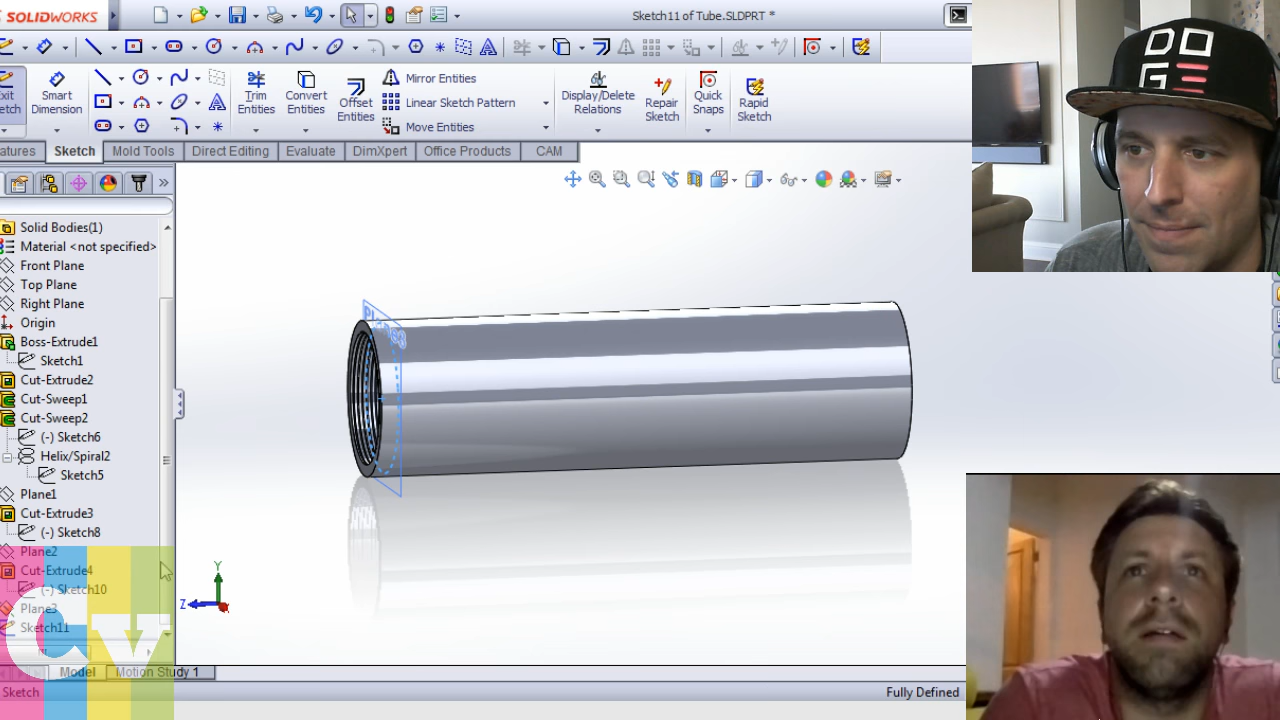 SOLIDWORKS
Sketch11 of Tube.SLDPRT *
Smart Dimension
Trim Entities
Convert Entities
Offset Entities
Mirror Entities
Linear Sketch Pattern
Move Entities
Display/Delete Relations
Repair Sketch
Quick Snaps
Rapid Sketch
Sketch
Mold Tools
Direct Editing
Evaluate
DimXpert
Office Products
CAM
Solid Bodies(1)
Material <not specified>
Front Plane
Top Plane
Right Plane
Origin
Boss-Extrude1
Sketch1
Cut-Extrude2
Cut-Sweep1
Cut-Sweep2
(-) Sketch6
Helix/Spiral2
Sketch5
Plane1
Cut-Extrude3
(-) Sketch8
Plane2
Cut-Extrude4
(-) Sketch10
Plane3
Sketch11
Y
Z
Model
Motion Study 1
Sketch
Fully Defined
DOGE
CV